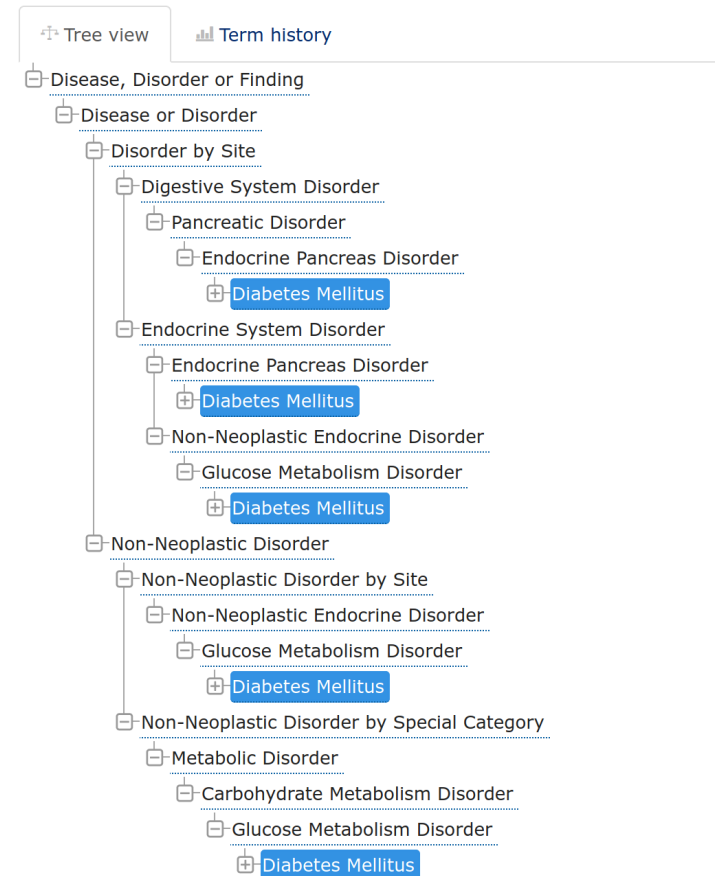 Tree view Term history
Disease, Disorder or Finding
Disease or Disorder
Disorder by Site
Digestive System Disorder
Pancreatic Disorder
Endocrine Pancreas Disorder
Diabetes Mellitus
Endocrine System Disorder
Endocrine Pancreas Disorder
Diabetes Mellitus
Non-Neoplastic Endocrine Disorder
Glucose Metabolism Disorder
Diabetes Mellitus
Non-Neoplastic Disorder
Non-Neoplastic Disorder by Site
Non-Neoplastic Endocrine Disorder
Glucose Metabolism Disorder
Diabetes Mellitus
Non-Neoplastic Disorder by Special Category
Metabolic Disorder
Carbohydrate Metabolism Disorder
Glucose Metabolism Disorder
Diabetes Mellitus